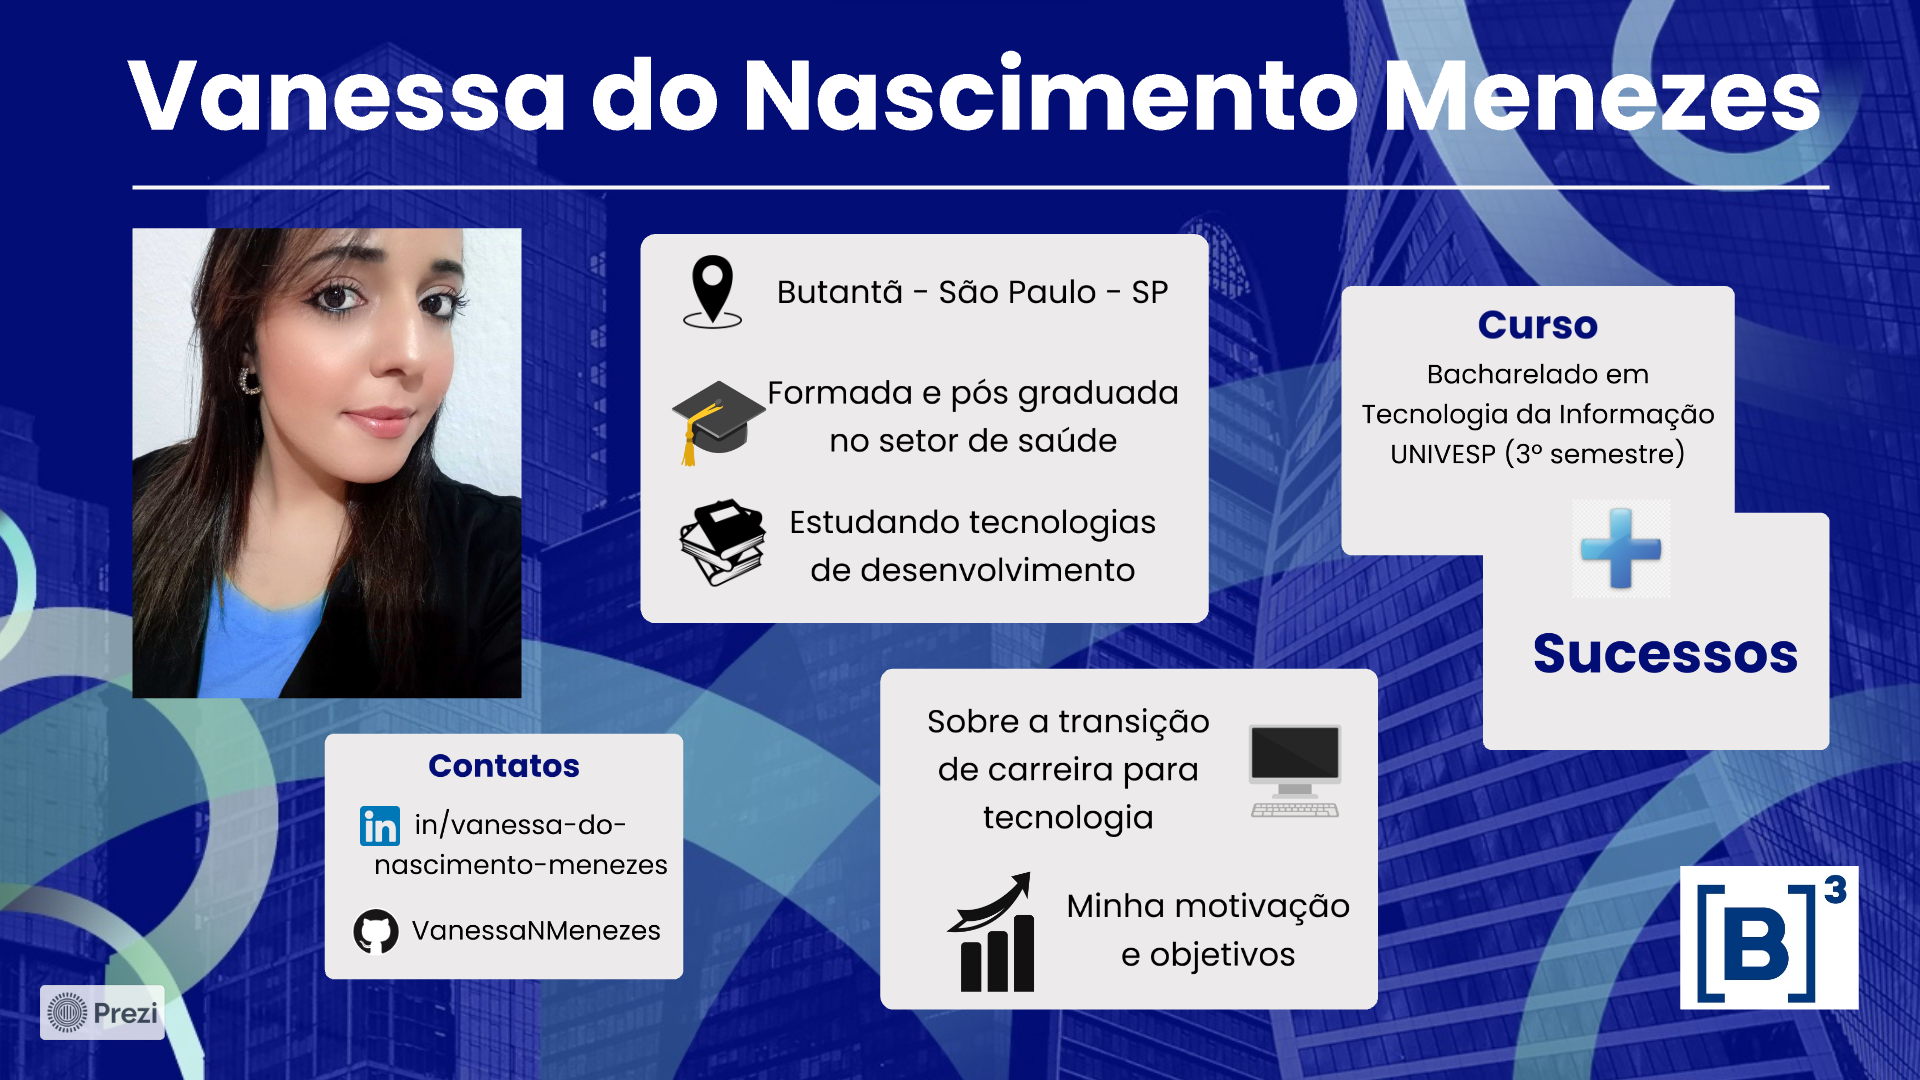 Vanessa do Nascimento Menezes
Butantã - São Paulo - SP
Formada e pós graduada
no setor de saúde
Estudando tecnologias
de desenvolvimento
Curso
Bacharelado em
Tecnologia da Informação
UNIVESP (3º semestre)
Sucessos
Contatos
in in/vanessa-do-
nascimento-menezes
VanessaNMenezes
Sobre a transição
de carreira para
tecnologia
Minha motivação
e objetivos
[B]³
Prezi